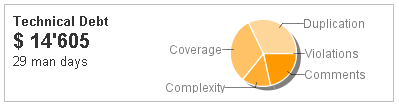 Technical Debt
$ 14'605
29 man days
Duplication
Coverage
Violations
Comments
Complexity